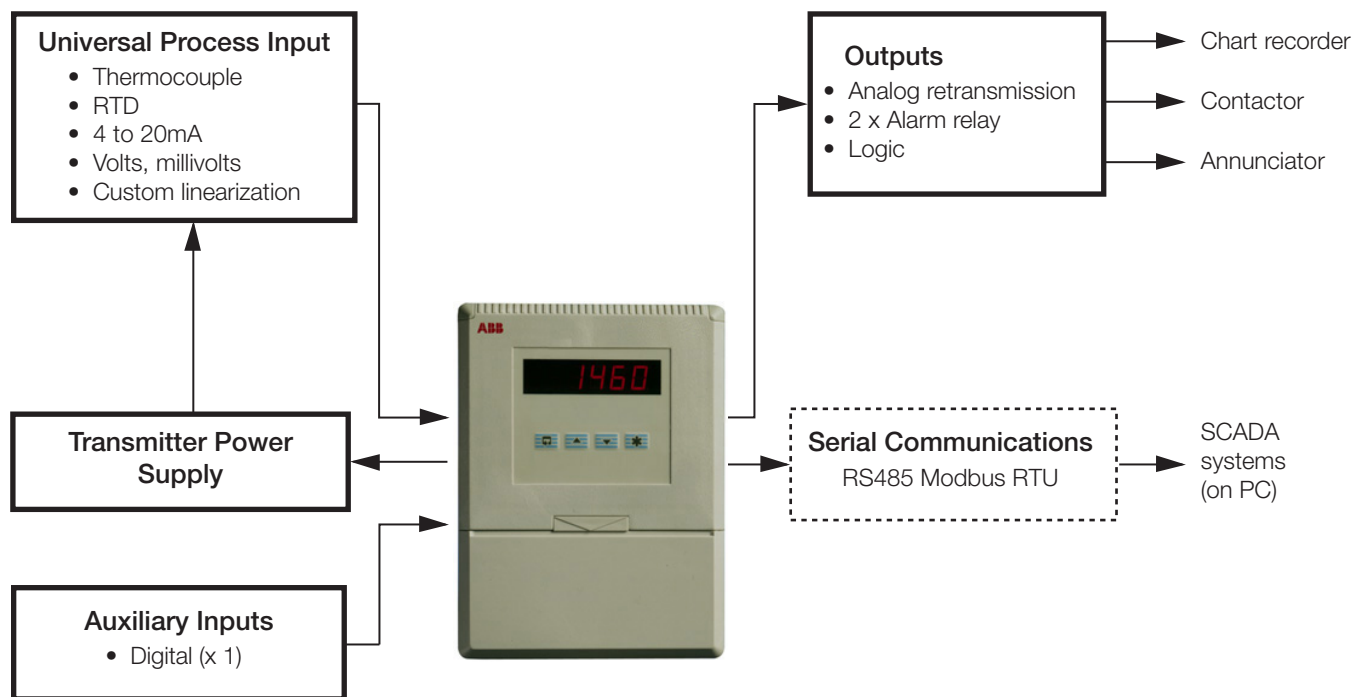 Universal Process Input
• Thermocouple
• RTD
• 4 to 20mA
• Volts, millivolts
• Custom linearization
Outputs
• Analog retransmission
• 2 x Alarm relay
• Logic
Chart recorder
Contactor
Annunciator
ABB
1460
Transmitter Power
Supply
Serial Communications
RS485 Modbus RTU
SCADA
systems
(on PC)
Auxiliary Inputs
• Digital (x 1)